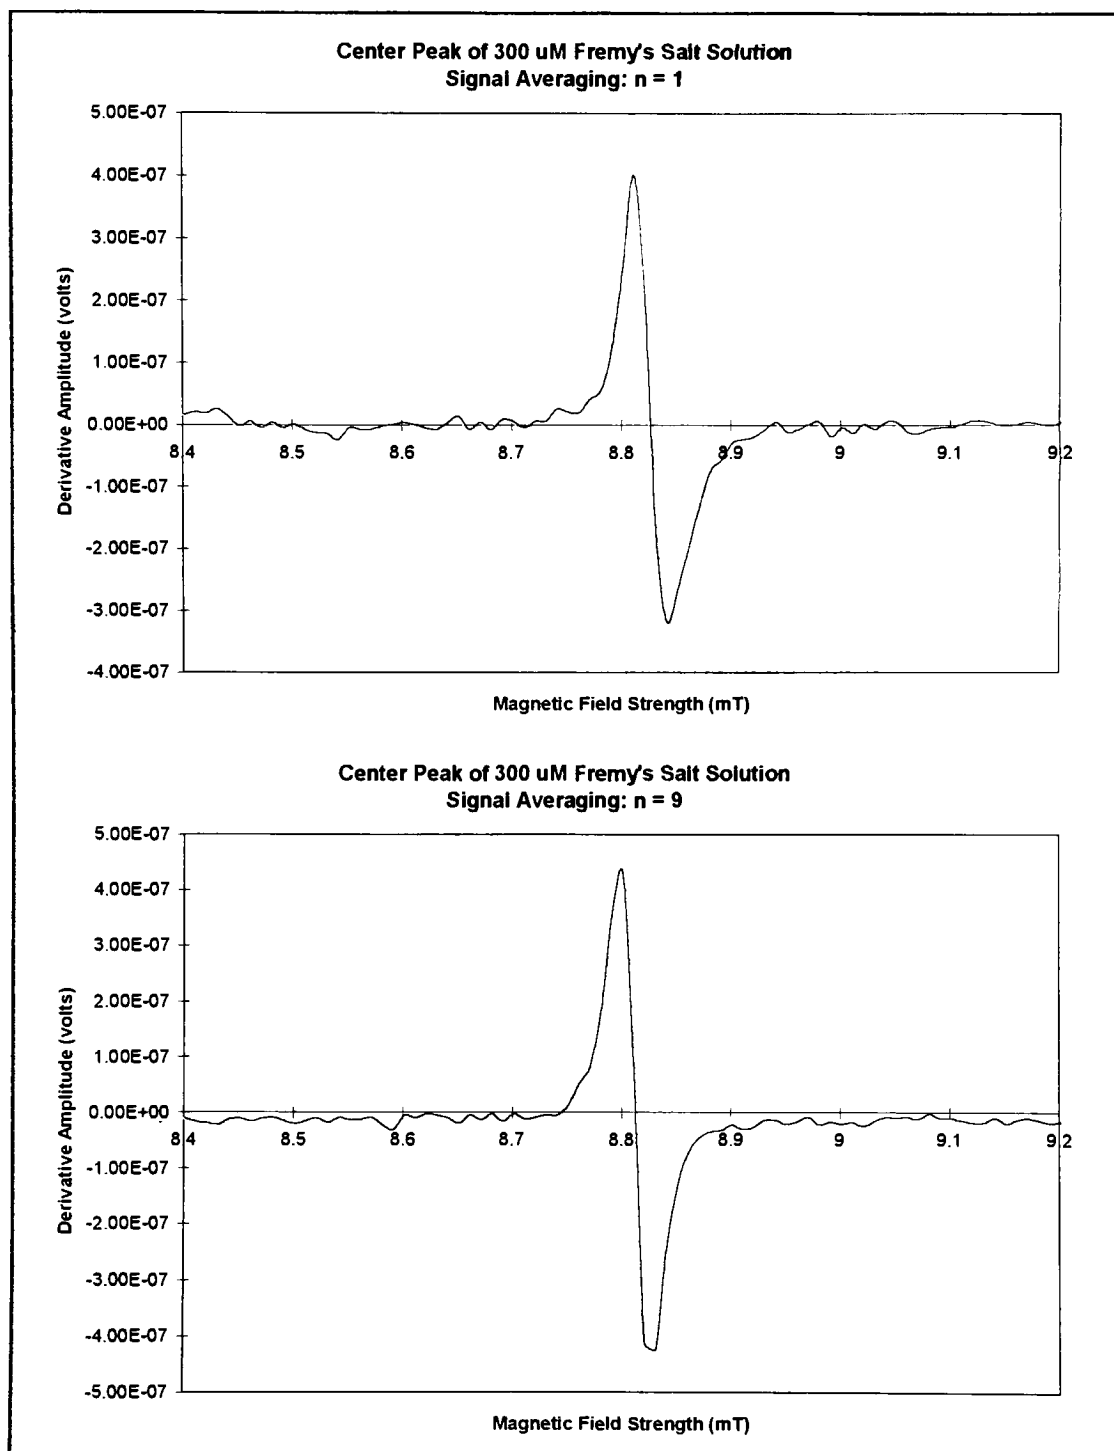 Center Peak of 300 uM Fremy's Salt Solution
Signal Averaging: n = 1
5.00E-07
4.00E-07
3.00E-07
2.00E-07
1.00E-07
0.00E+00
-1.00E-07
-2.00E-07
-3.00E-07
-4.00E-07
Derivative Amplitude (volts)
8.4 8.5 8.6 8.7 8.8 8.9 9 9.1 9.2
Magnetic Field Strength (mT)
Center Peak of 300 uM Fremy's Salt Solution
Signal Averaging: n = 9
5.00E-07
4.00E-07
3.00E-07
2.00E-07
1.00E-07
0.00E+00
-1.00E-07
-2.00E-07
-3.00E-07
-4.00E-07
-5.00E-07
Derivative Amplitude (volts)
8.4 8.5 8.6 8.7 8.8 8.9 9 9.1 9.2
Magnetic Field Strength (mT)